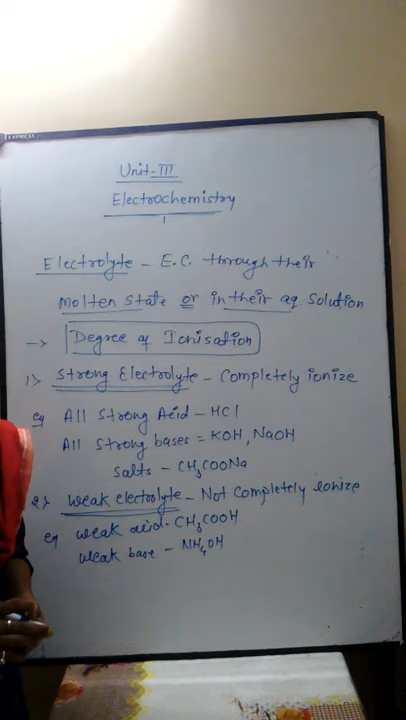 EXPRESS
Unit-III
Electrochemistry
Electrolyte - E.C. through their
Molten state or in their aq solution
→ Degree of Ionisation
1) Strong Electrolyte - Completely ionize
eg All Strong Acid - HCl
All strong bases = KOH, NaOH
Salts - CH3COONa
2) Weak electrolyte - Not completely ionize
eg weak acid - CH3COOH
weak base - NH4OH